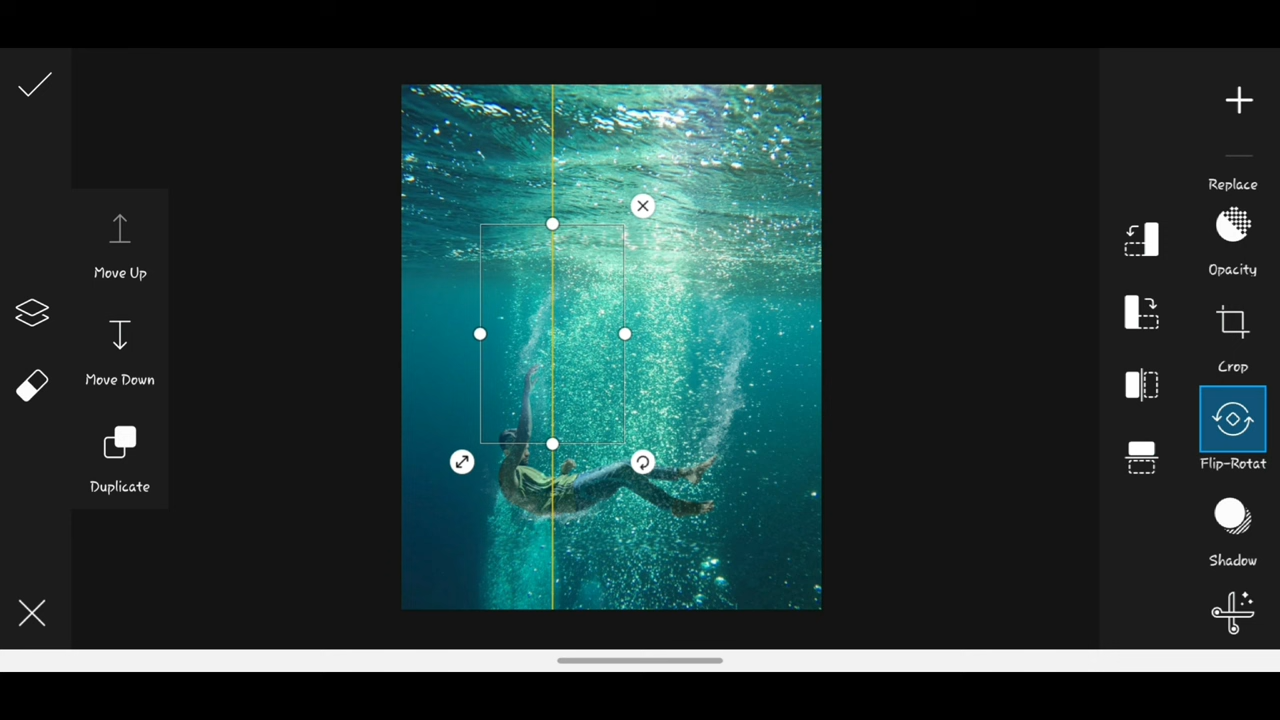 Move Up
Move Down
Duplicate
Replace
Opacity
Crop
Flip-Rotat
Shadow